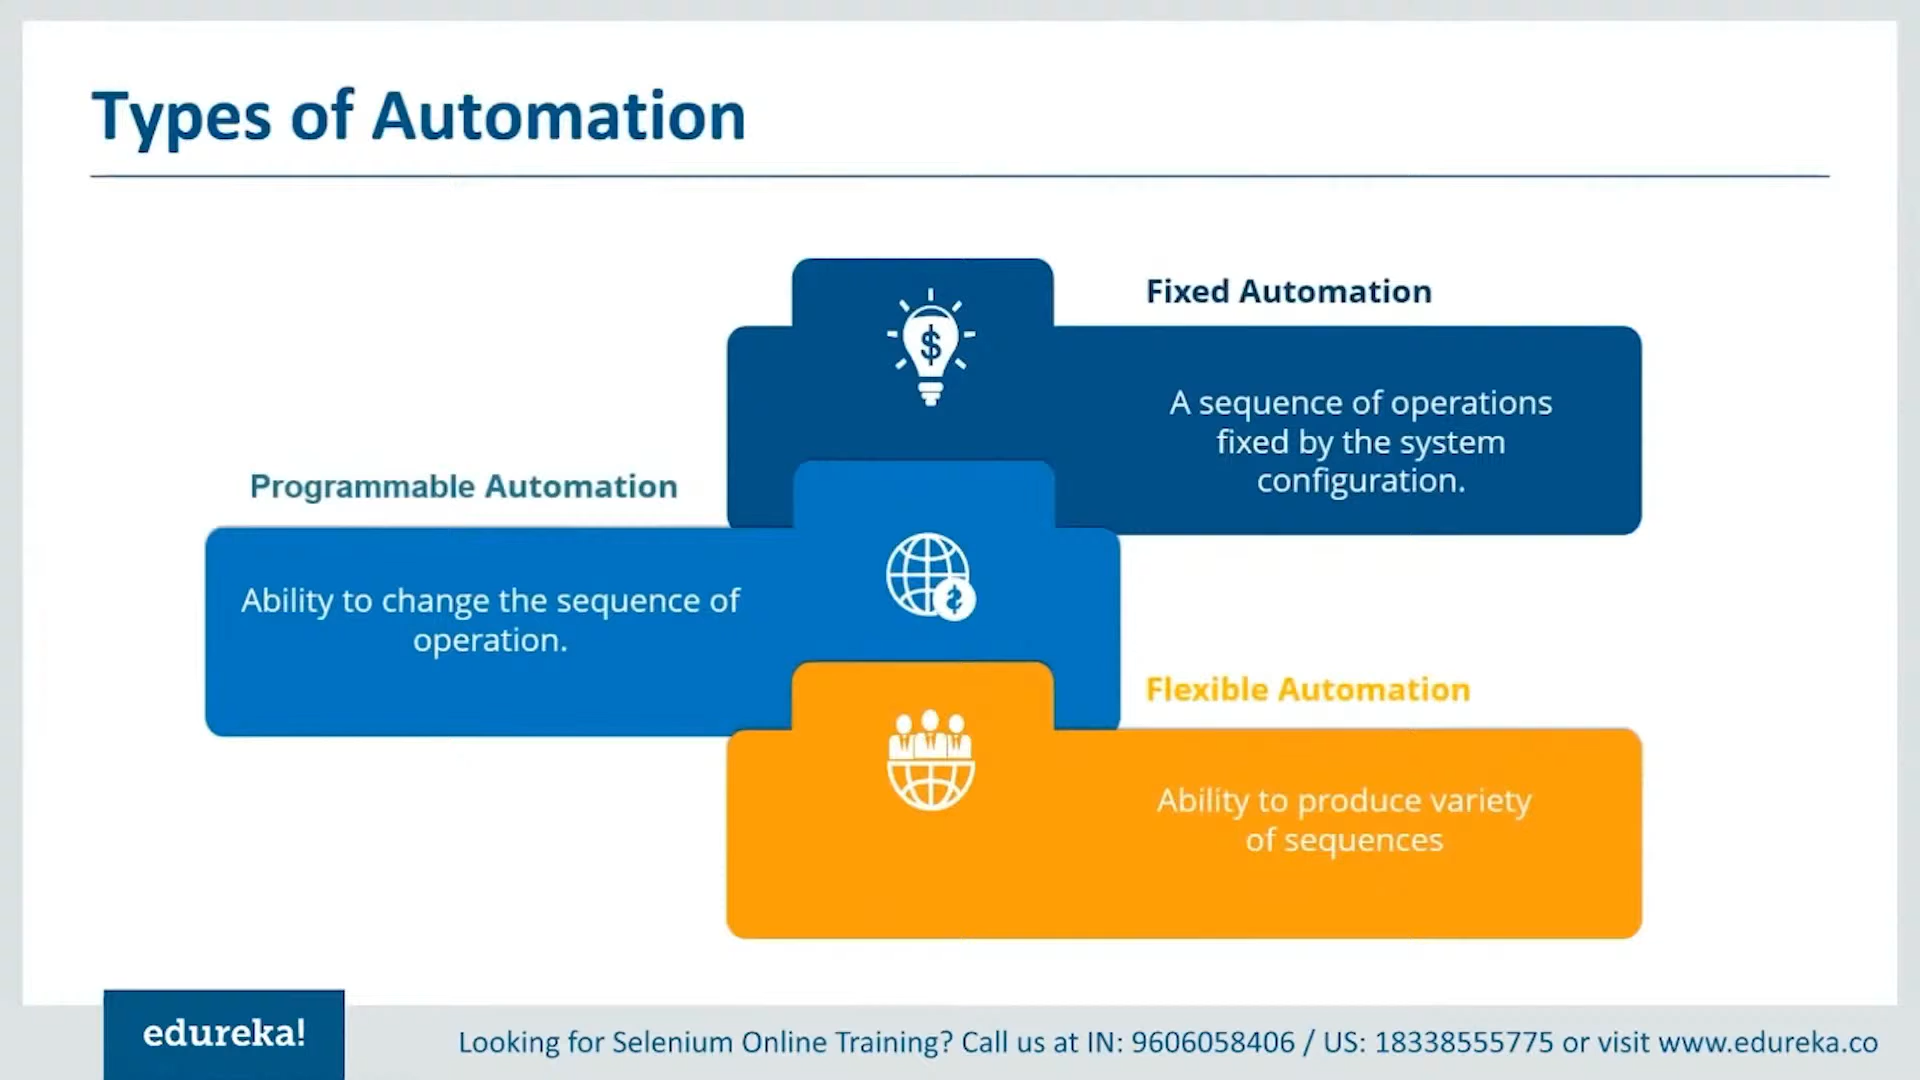 Types of Automation
Fixed Automation
A sequence of operations
fixed by the system
configuration.
Programmable Automation
Ability to change the sequence of
operation.
Flexible Automation
Ability to produce variety
of sequences
edureka!
Looking for Selenium Online Training? Call us at IN: 9606058406 / US: 18338555775 or visit www.edureka.co